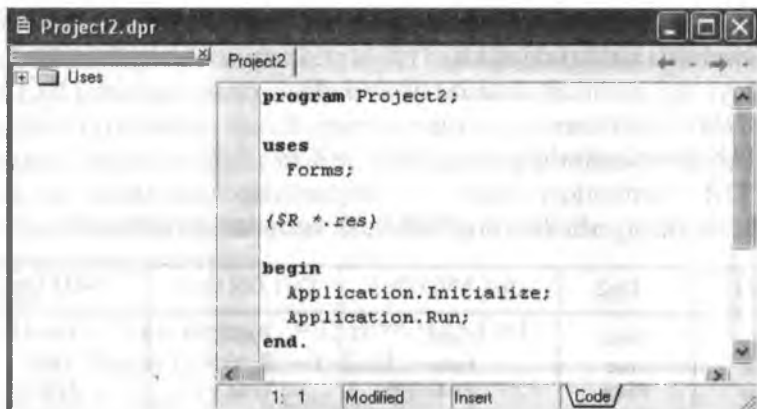 Project2.dpr
Uses
Project2
program Project2;
uses
Forms;
{$R *.res}
begin
Application.Initialize;
Application.Run;
end.
1: 1 Modified Insert Code